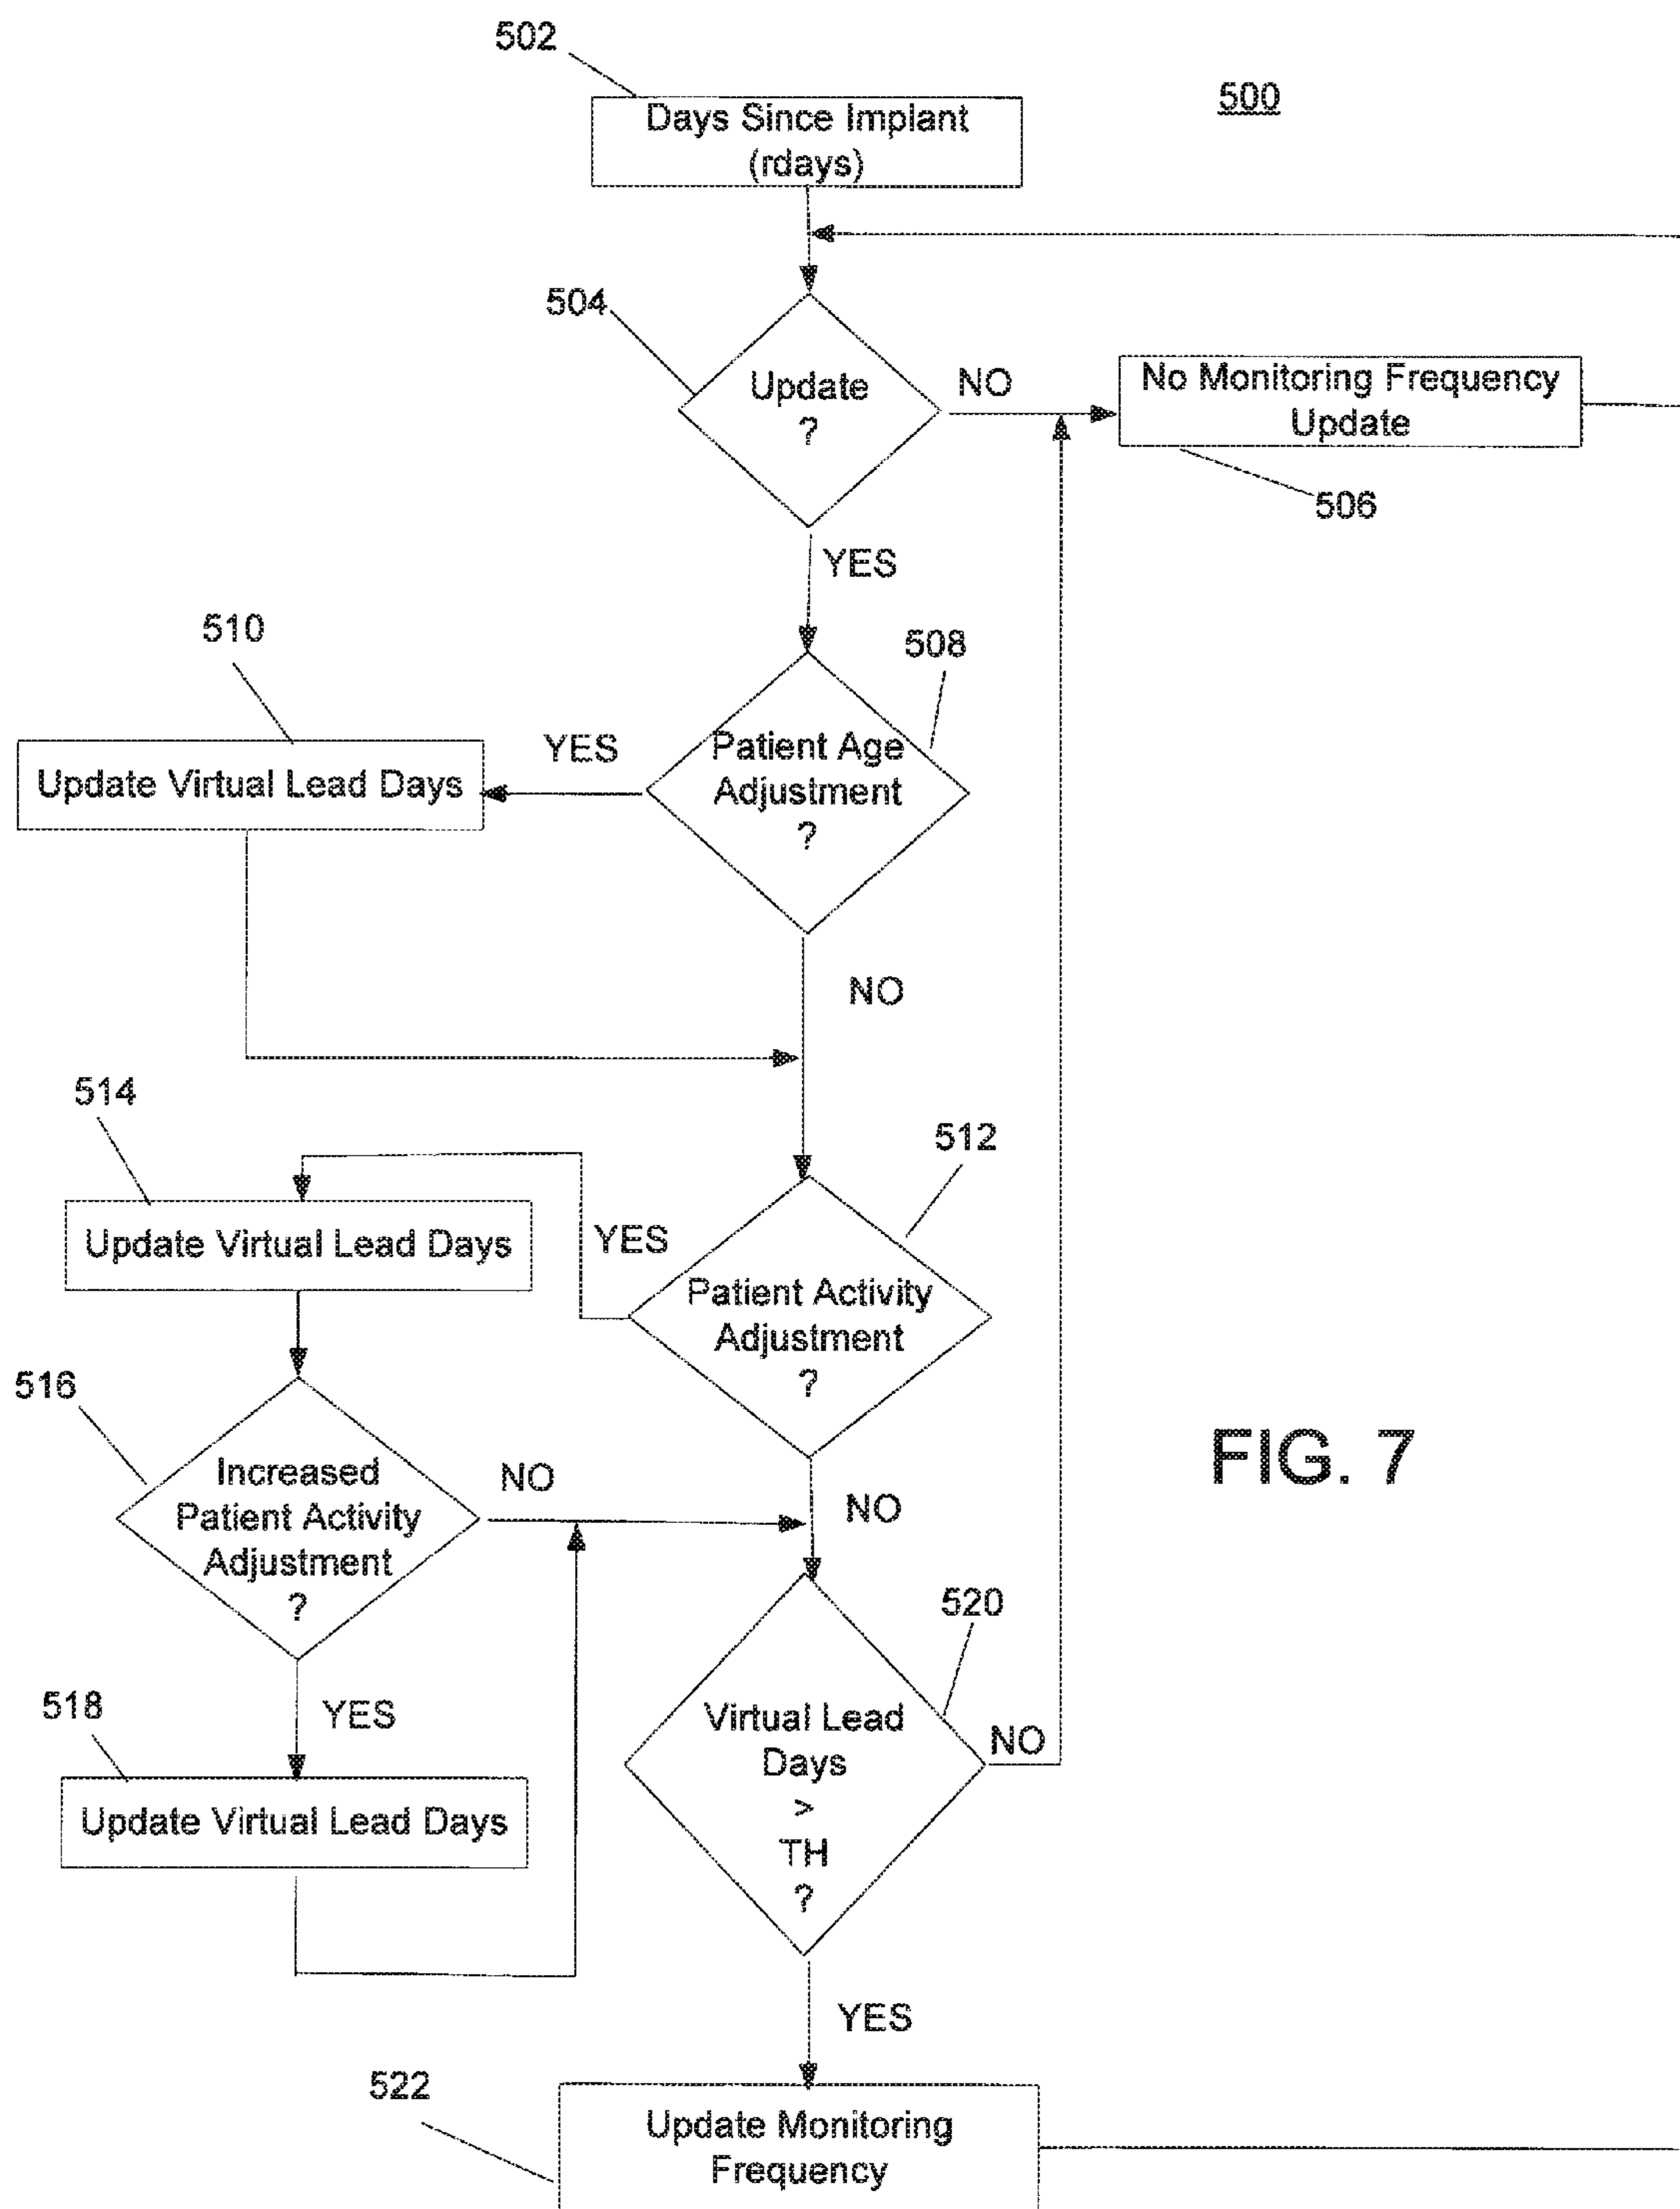 502
500
Days Since Implant
(rdays)
504
Update
?
NO
No Monitoring Frequency
Update
506
YES
510
508
YES
Patient Age
Adjustment
?
Update Virtual Lead Days
NO
514
512
Update Virtual Lead Days
YES
Patient Activity
Adjustment
?
516
Increased
Patient Activity
Adjustment
?
NO
NO
FIG. 7
520
518
YES
Virtual Lead
Days
>
TH
?
NO
Update Virtual Lead Days
YES
522
Update Monitoring
Frequency